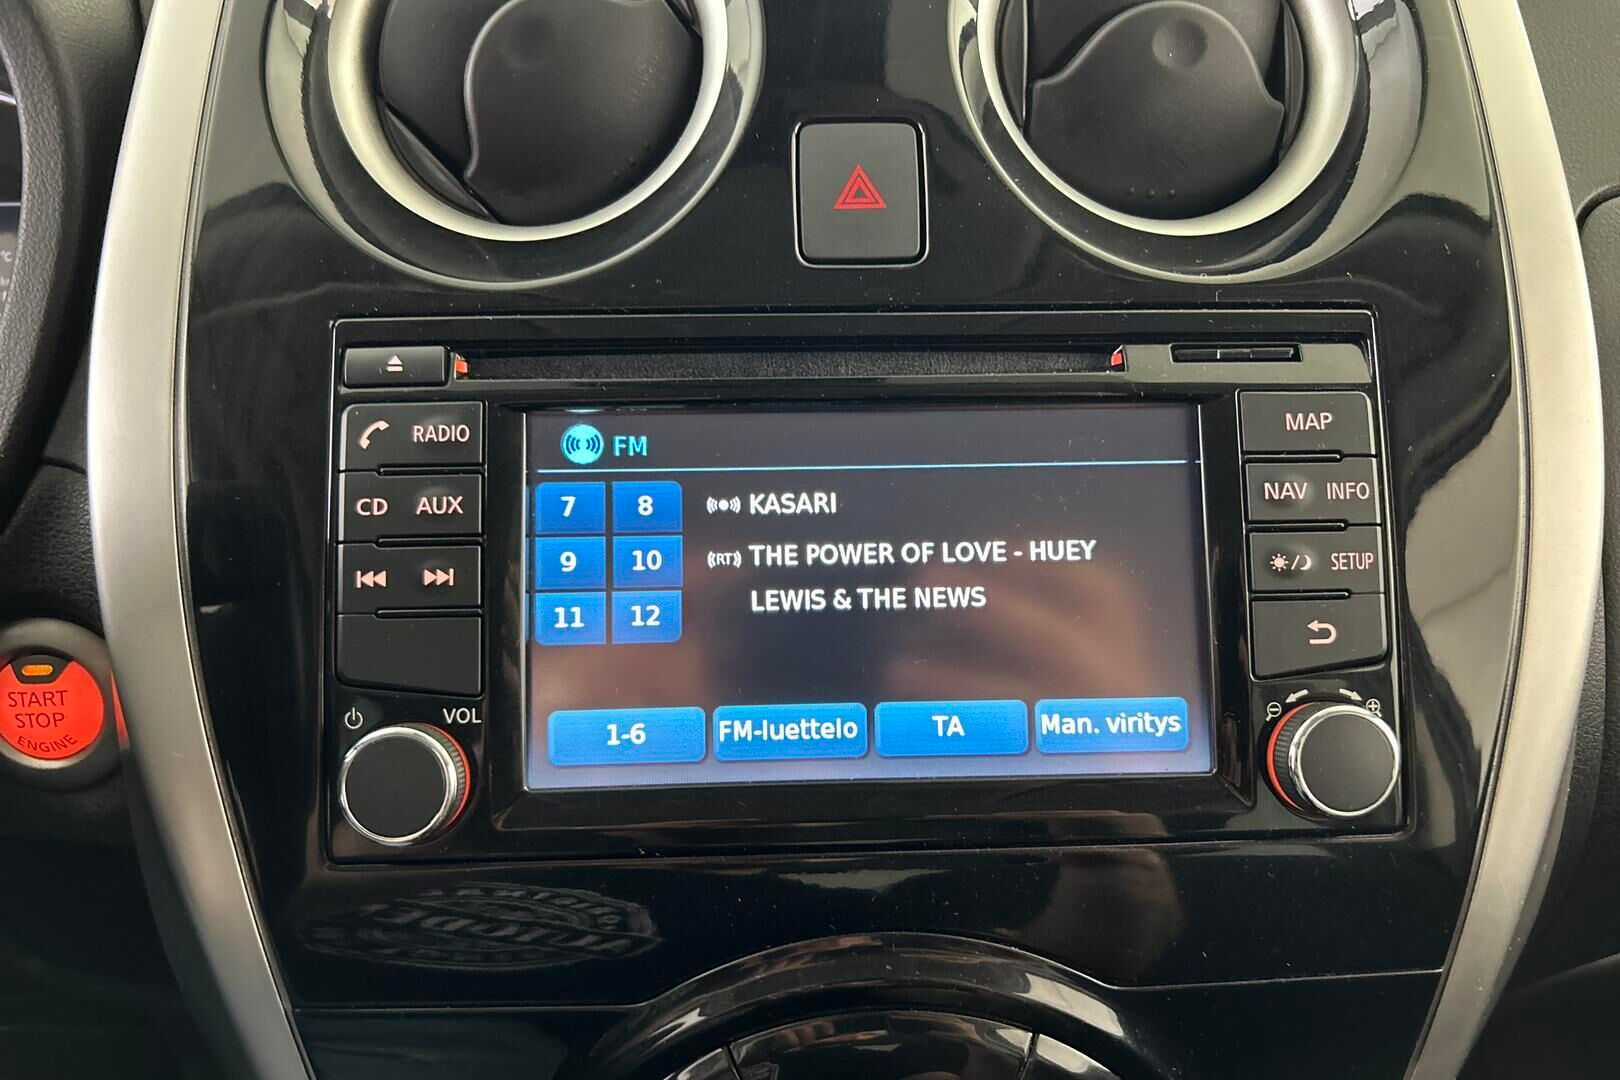 RADIO
CD AUX
VOL
START
STOP
ENGINE
FM
7 8
9 10
11 12
KASARI
RT THE POWER OF LOVE - HUEY
LEWIS & THE NEWS
1-6 FM-luettelo TA Man. viritys
MAP
NAV INFO
SETUP